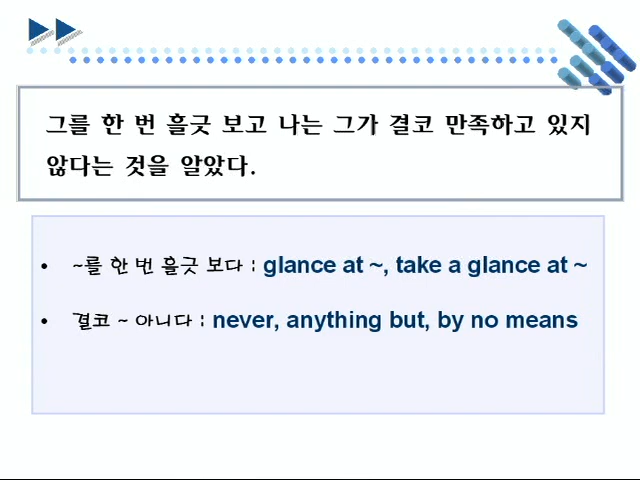 그를 한 번 흘긋 보고 나는 그가 결코 만족하고 있지
않다는 것을 알았다.
• ~를 한 번 흘긋 보다 : glance at ~, take a glance at ~
• 결코 ~ 아니다 : never, anything but, by no means